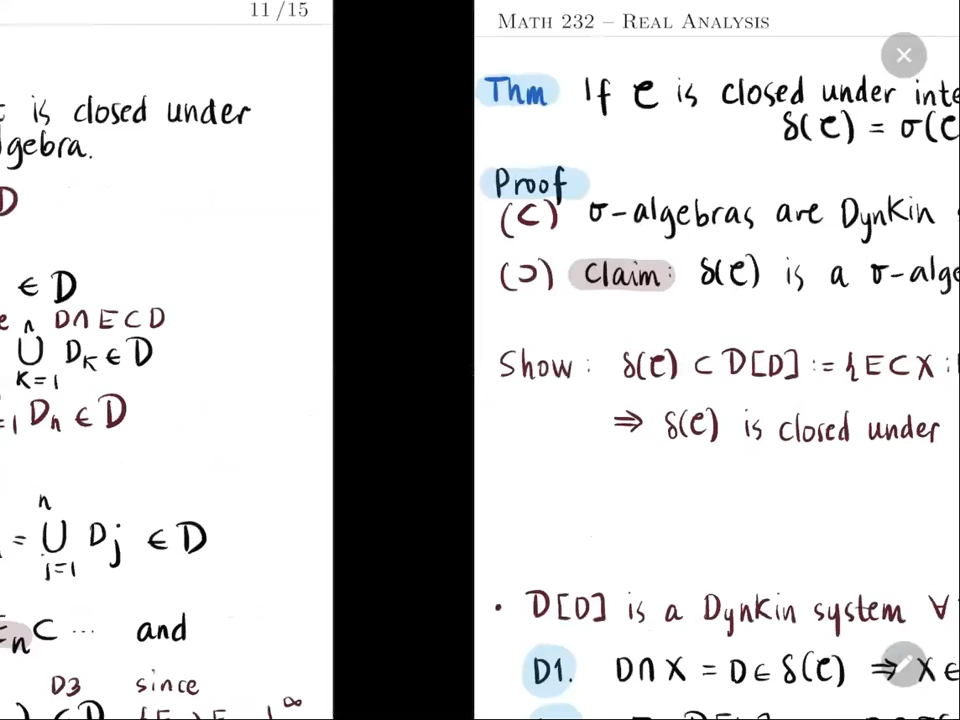 11 / 15
is closed under
gebra.
D
∈ D
D ∩ E ⊂ D
n
∪ D_k ∈ D
k=1
D_n ∈ D
n
= ∪ D_j ∈ D
j=1
n ⊂ ··· and
D3 since
Math 232 – Real Analysis
Thm If C is closed under inte
δ(C) = σ(C
Proof
(⊂) σ-algebras are Dynkin
(⊃) Claim: δ(C) is a σ-alge
Show: δ(C) ⊂ D[D] := {E ⊂ X :
⇒ δ(C) is closed under
• D[D] is a Dynkin system ∀
D1. D ∩ X = D ∈ δ(C) ⇒ X ∈